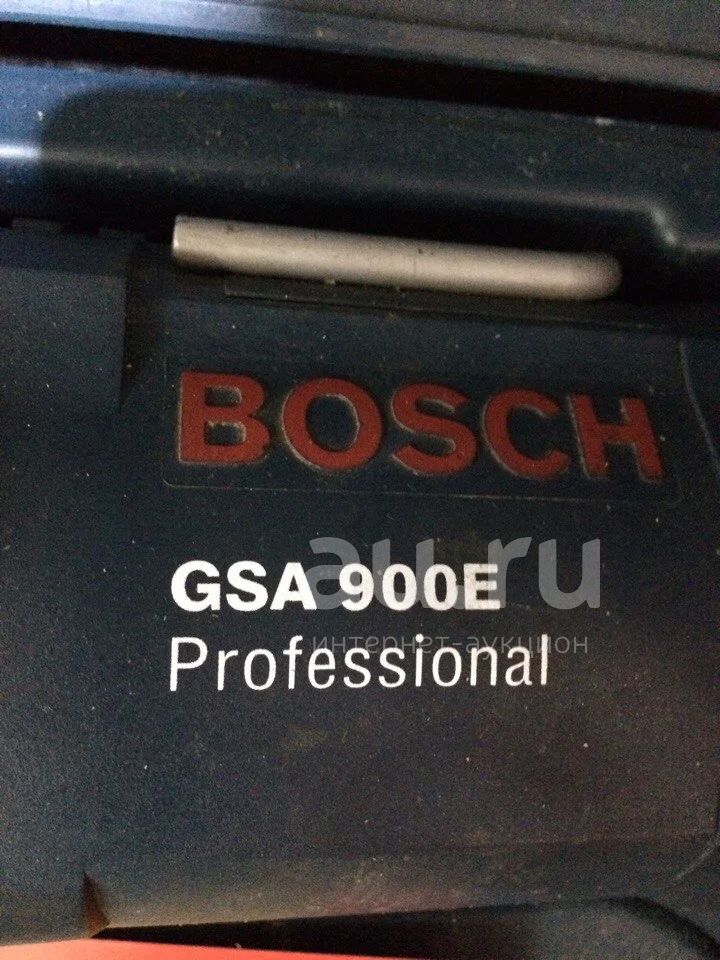 BOSCH
GSA 900E
au.ru
интернет-аукцион
Professional